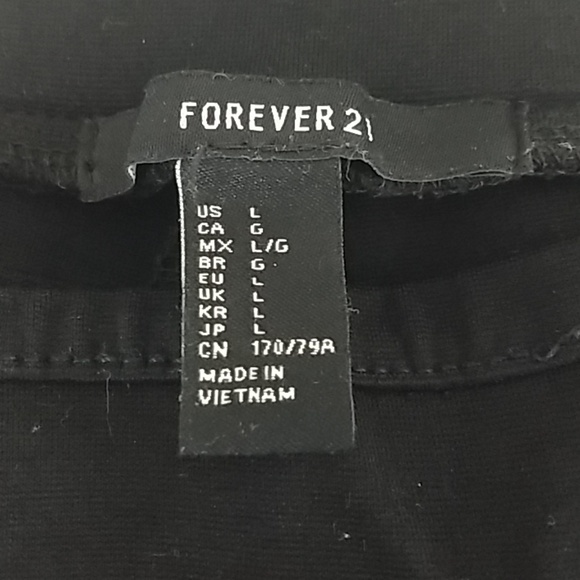 FOREVER 21
US L
CA G
MX L/G
BR G
EU L
UK L
KR L
JP L
CN 170/79A
MADE IN
VIETNAM